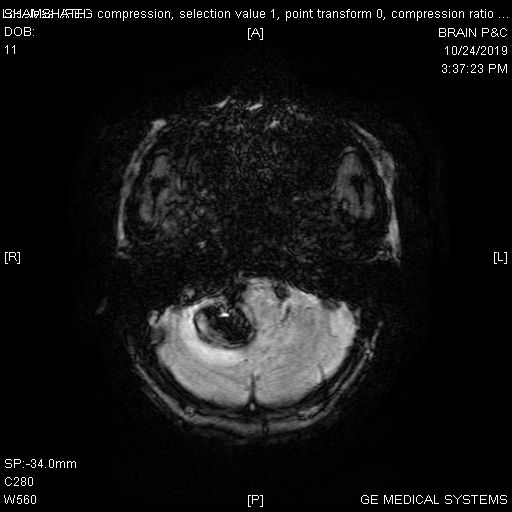 compression, selection value 1, point transform 0, compression ratio ...
DOB:
11
[A]
BRAIN P&C
10/24/2019
3:37:23 PM
[R]
[L]
SP:-34.0mm
C280
W560
[P]
GE MEDICAL SYSTEMS